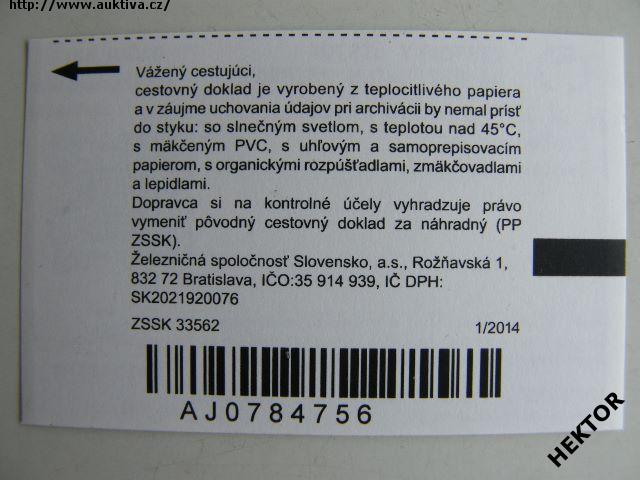 http://www.auktiva.cz/
Vážený cestujúci,
cestovný doklad je vyrobený z teplocitlivého papiera
a v záujme uchovania údajov pri archivácii by nemal prísť
do styku: so slnečným svetlom, s teplotou nad 45°C,
s mäkčeným PVC, s uhľovým a samoprepisovacím
papierom, s organickými rozpúšťadlami, zmäkčovadlami
a lepidlami.
Dopravca si na kontrolné účely vyhradzuje právo
vymeniť pôvodný cestovný doklad za náhradný (PP
ZSSK).
Železničná spoločnosť Slovensko, a.s., Rožňavská 1,
832 72 Bratislava, IČO:35 914 939, IČ DPH:
SK2021920076
ZSSK 33562 1/2014
AJ0784756
HEKTOR